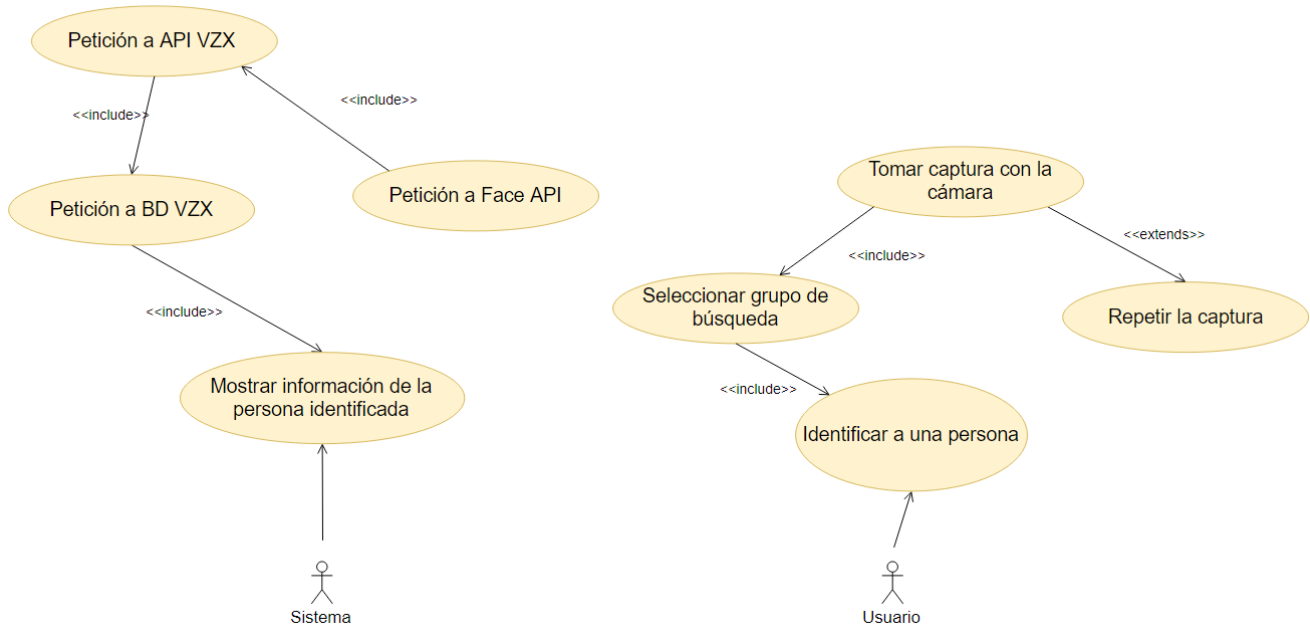 Petición a API VZX
<<include>>
<<include>>
Petición a Face API
Petición a BD VZX
<<include>>
Mostrar información de la
persona identificada
Sistema
Tomar captura con la
cámara
<<extends>>
<<include>>
Seleccionar grupo de
búsqueda
Repetir la captura
<<include>>
Identificar a una persona
Usuario